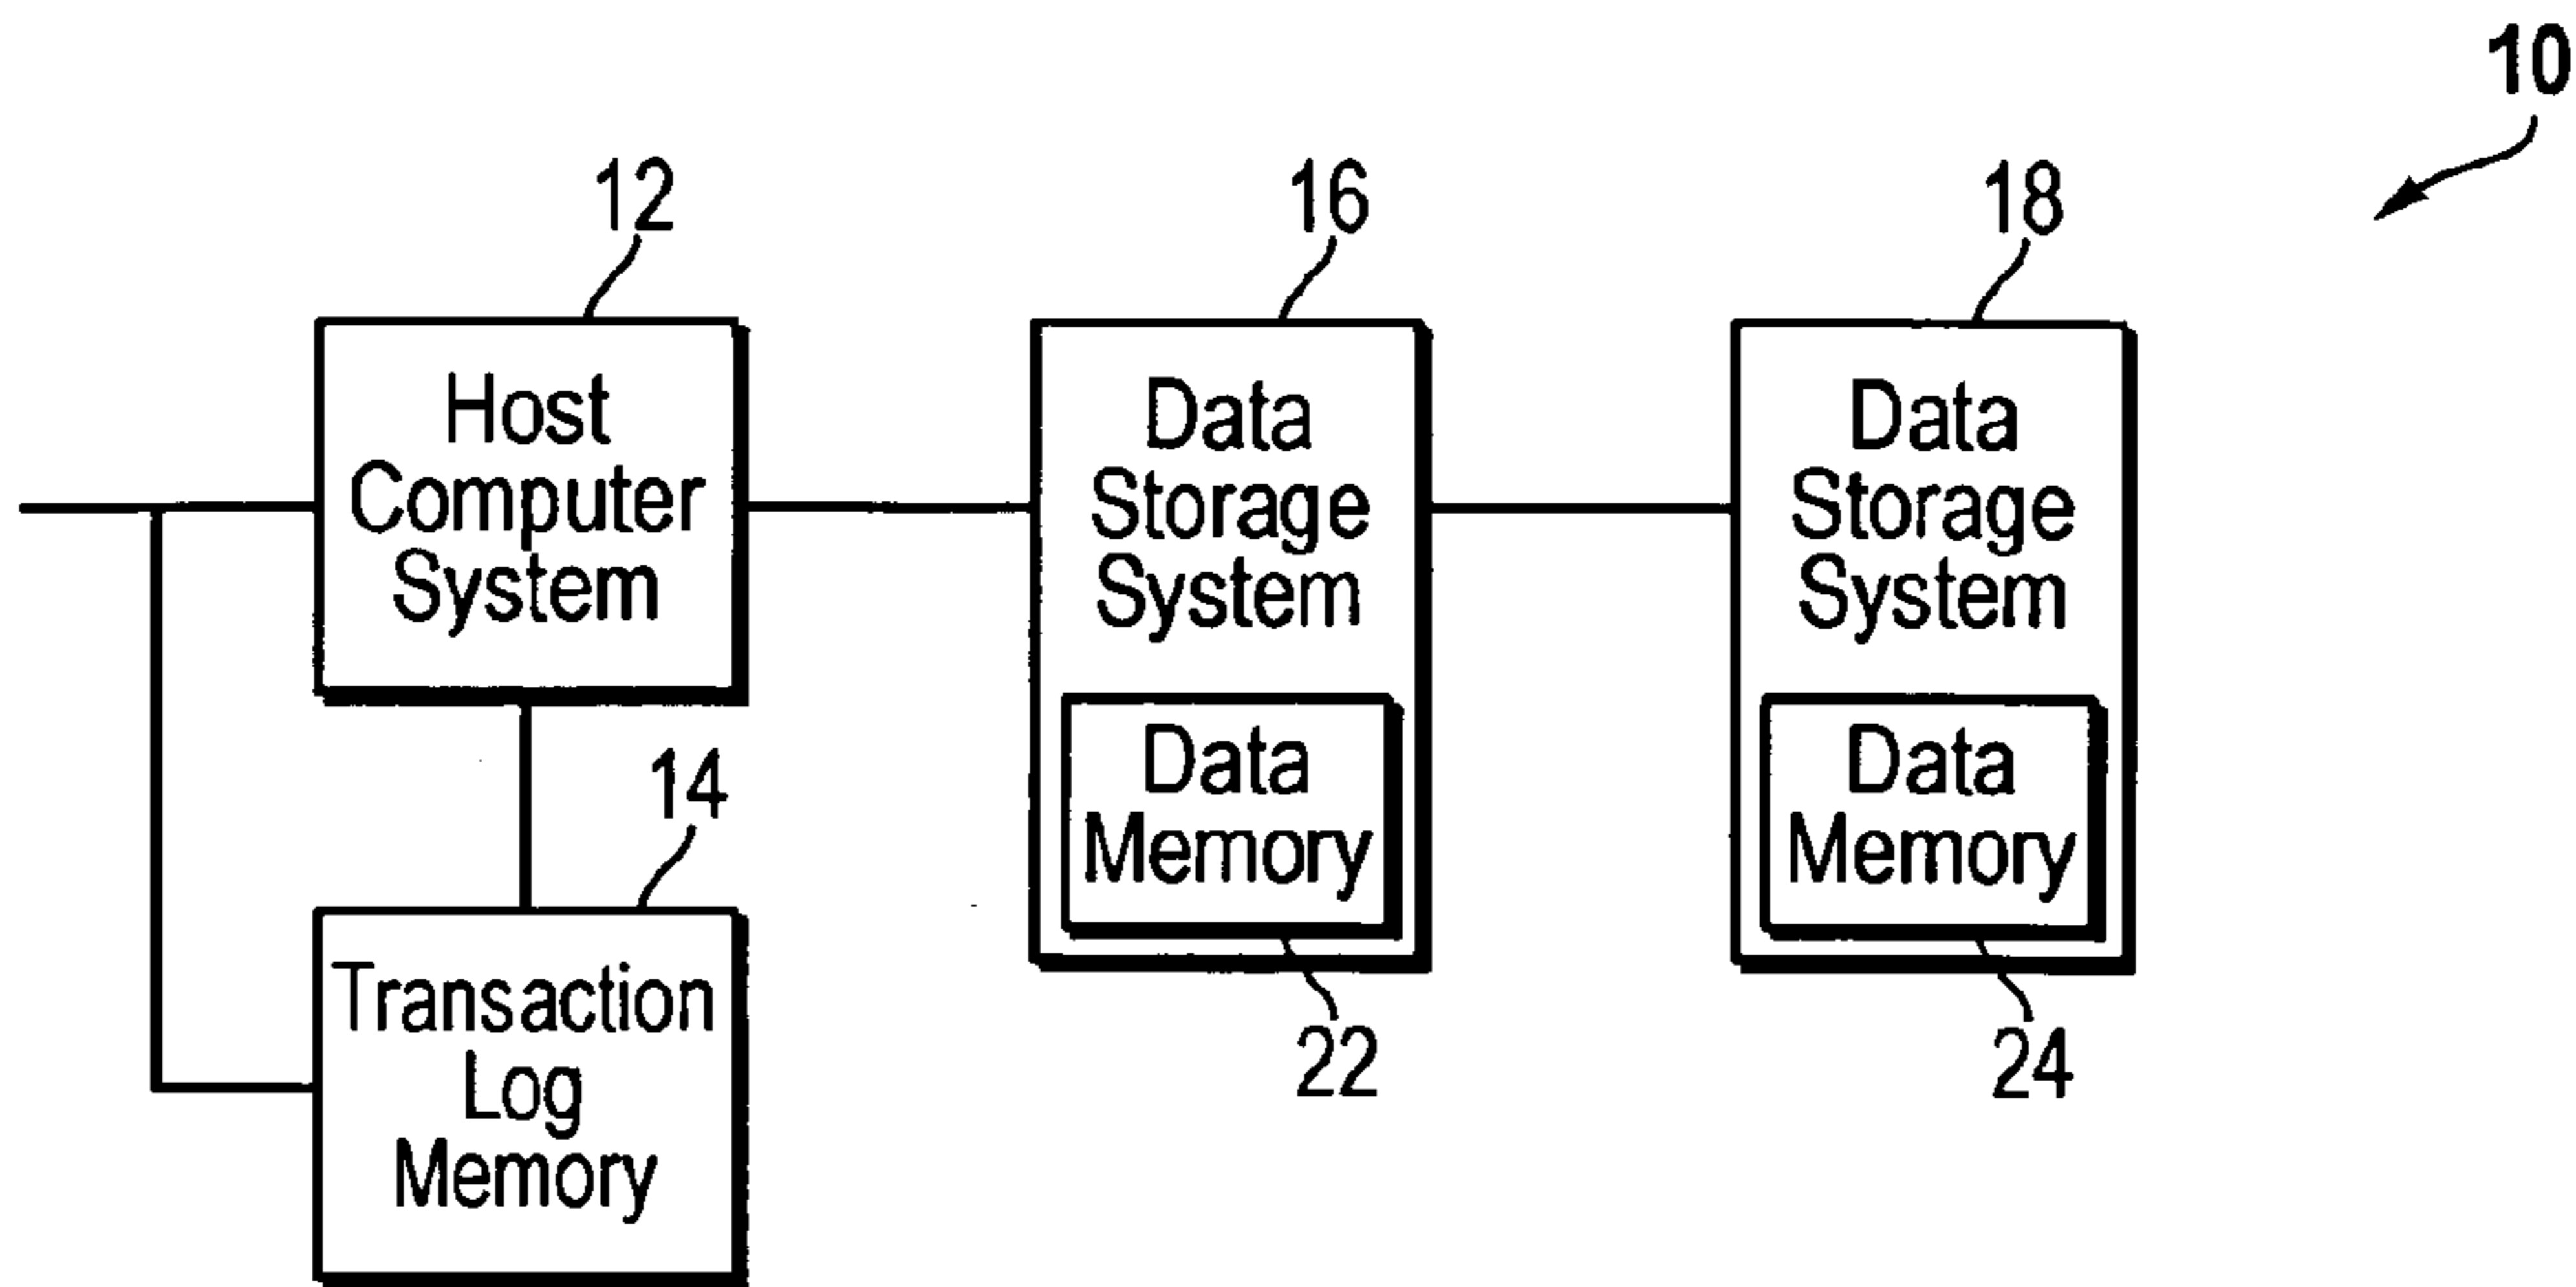 10
12
16
18
Host
Computer
System
Data
Storage
System
Data
Storage
System
14
Data
Memory
Data
Memory
Transaction
Log
Memory
22
24